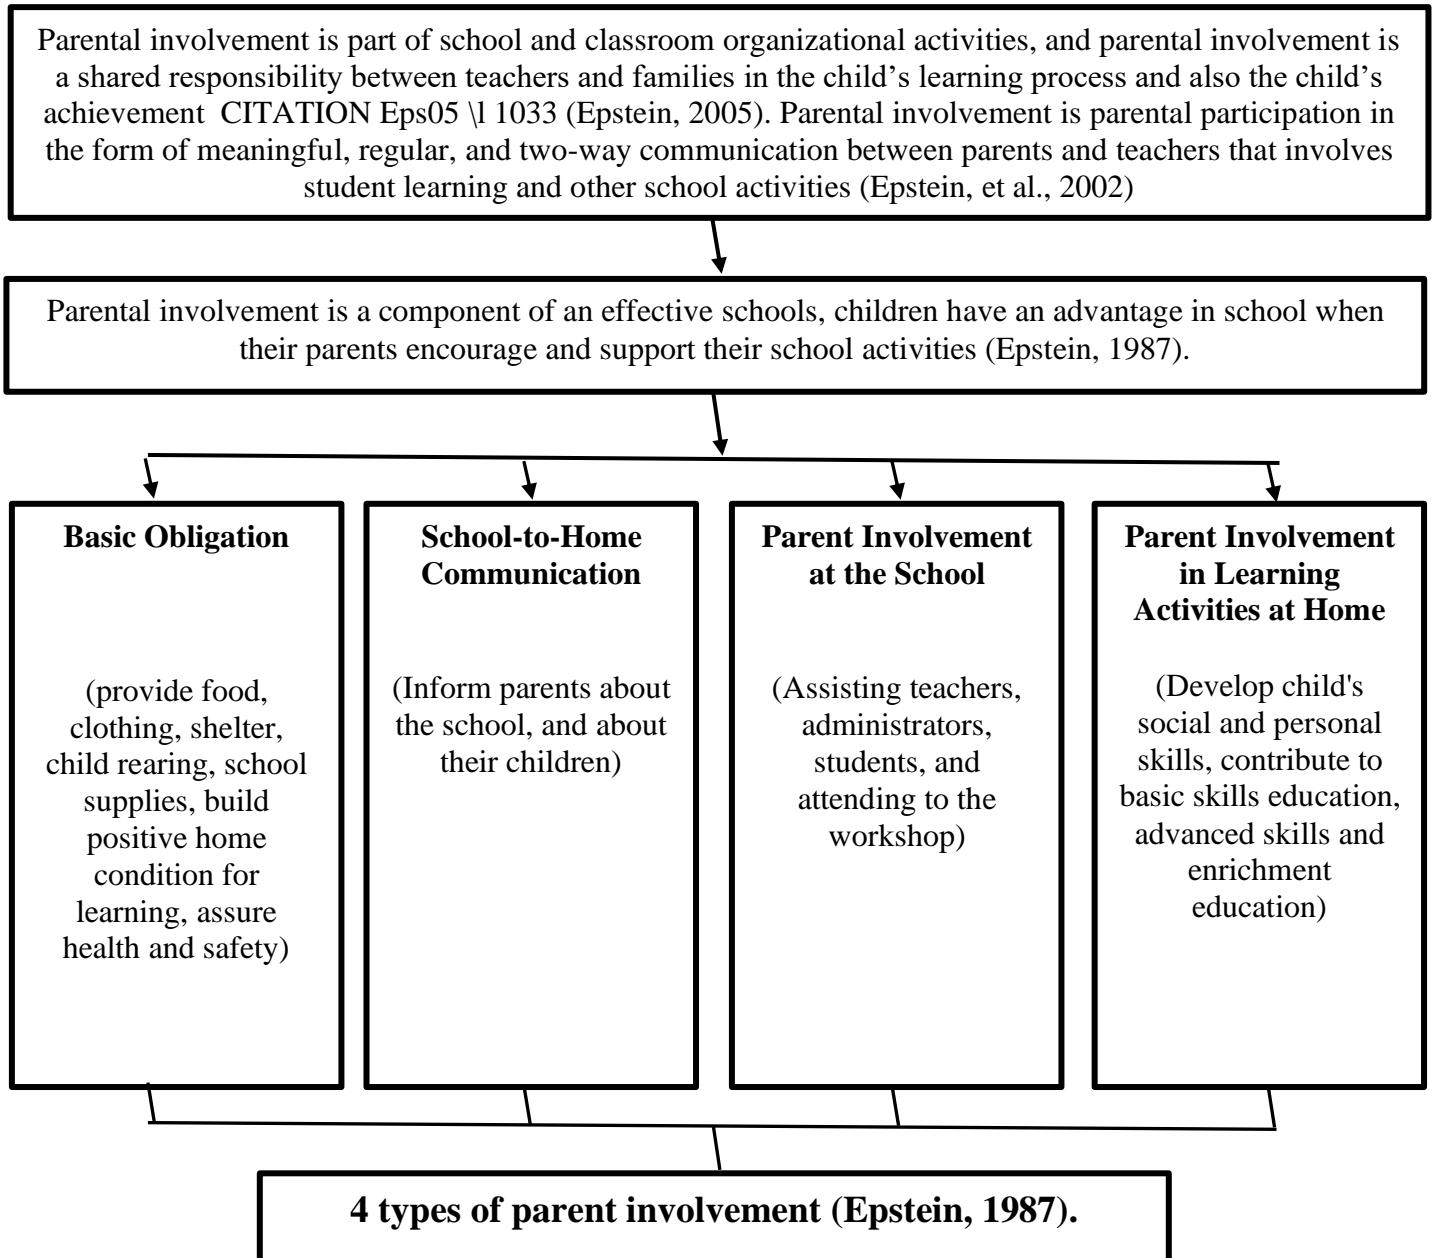 Parental involvement is part of school and classroom organizational activities, and parental involvement is
a shared responsibility between teachers and families in the child’s learning process and also the child’s
achievement  CITATION Eps05 \l 1033 (Epstein, 2005). Parental involvement is parental participation in
the form of meaningful, regular, and two-way communication between parents and teachers that involves
student learning and other school activities (Epstein, et al., 2002)
Parental involvement is a component of an effective schools, children have an advantage in school when
their parents encourage and support their school activities (Epstein, 1987).
Basic Obligation
(provide food,
clothing, shelter,
child rearing, school
supplies, build
positive home
condition for
learning, assure
health and safety)
School-to-Home
Communication
(Inform parents about
the school, and about
their children)
Parent Involvement
at the School
(Assisting teachers,
administrators,
students, and
attending to the
workshop)
Parent Involvement
in Learning
Activities at Home
(Develop child's
social and personal
skills, contribute to
basic skills education,
advanced skills and
enrichment
education)
4 types of parent involvement (Epstein, 1987).